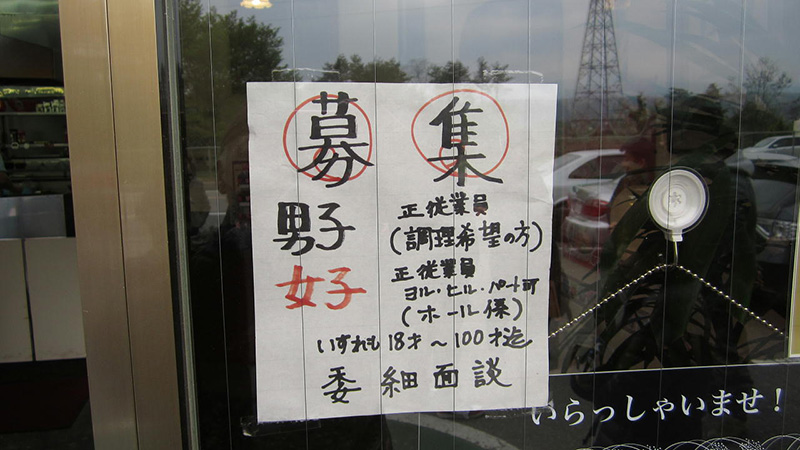 募集
男子 正従業員
(調理希望の方)
女子 正従業員
ヨル・ヒル・パート可
(ホール係)
いずれも18才～100才迄
委細面談
いらっしゃいませ！